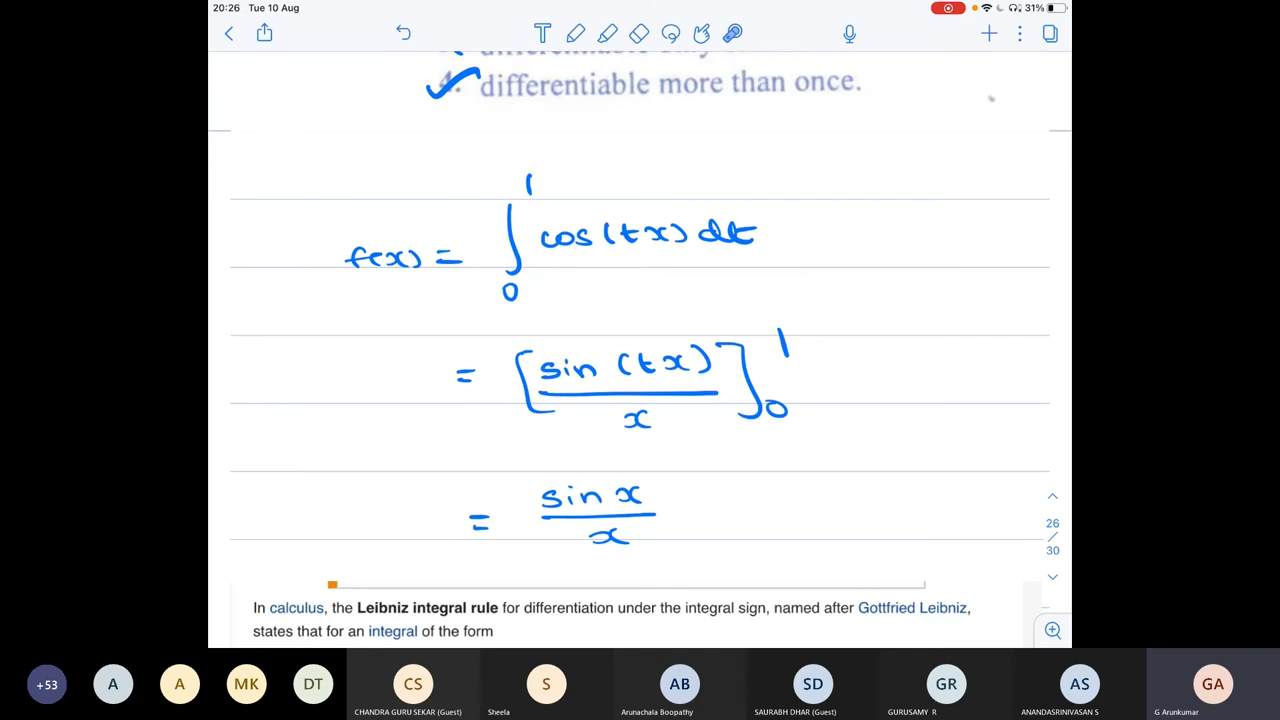 20:26 Tue 10 Aug
31%
T
differentiable only
4. differentiable more than once.
f(x) = ∫₀¹ cos(tx) dt
= [sin (tx) / x]₀¹
= sin x / x
26
/
30
In calculus, the Leibniz integral rule for differentiation under the integral sign, named after Gottfried Leibniz,
states that for an integral of the form
+53 A A MK DT CS S AB SD GR AS GA
CHANDRA GURU SEKAR (Guest) Sheela Arunachala Boopathy SAURABH DHAR (Guest) GURUSAMY R ANANDASRINIVASAN S G Arunkumar